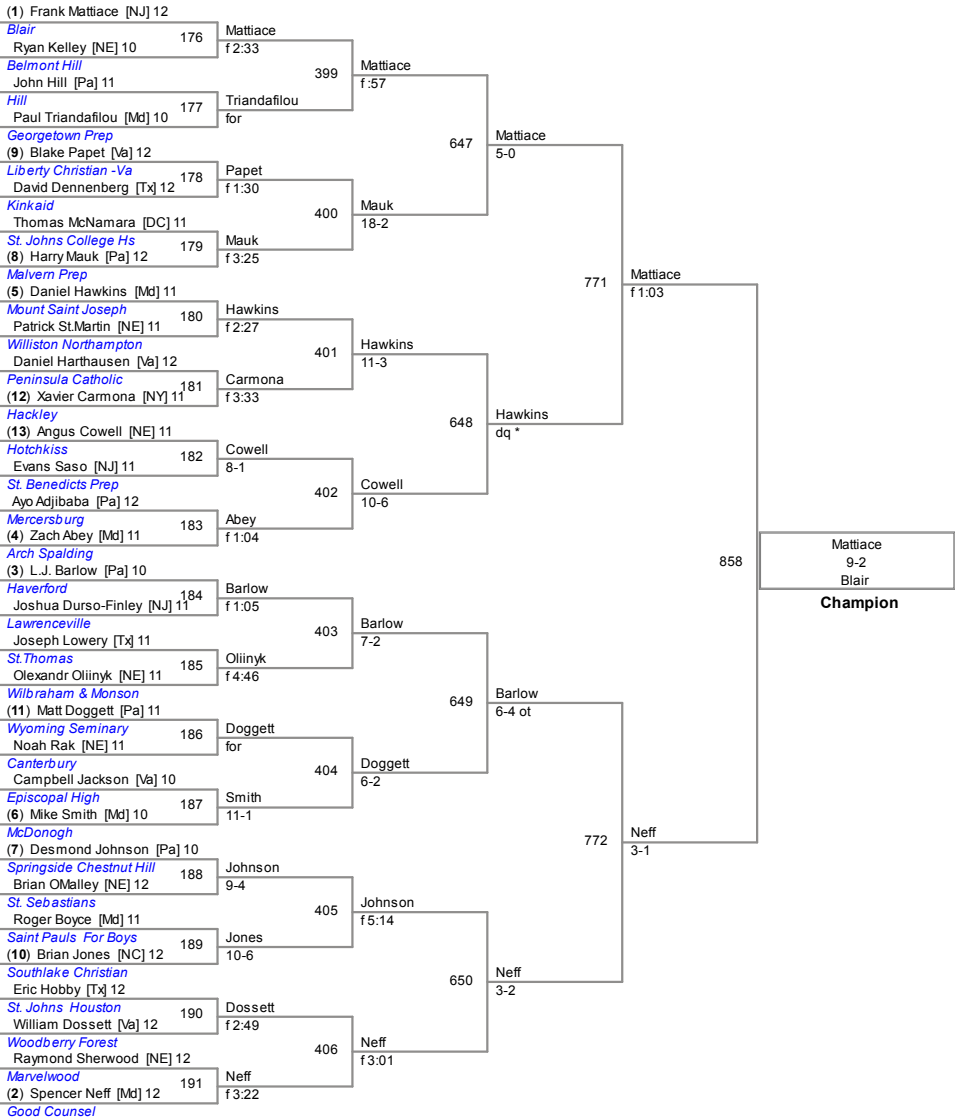 (1) Frank Mattiace [NJ] 12
Blair
176
Ryan Kelley [NE] 10
Mattiace
f 2:33
Belmont Hill
John Hill [Pa] 11
Hill
177
Paul Triandafilou [Md] 10
Triandafilou
for
Georgetown Prep
399
Mattiace
f :57
(9) Blake Papet [Va] 12
Liberty Christian -Va
178
David Dennenberg [Tx] 12
Papet
f 1:30
Kinkaid
Thomas McNamara [DC] 11
St. Johns College Hs
179
(8) Harry Mauk [Pa] 12
Mauk
f 3:25
Malvern Prep
400
Mauk
18-2
647
Mattiace
5-0
(5) Daniel Hawkins [Md] 11
Mount Saint Joseph
180
Patrick St.Martin [NE] 11
Hawkins
f 2:27
Williston Northampton
Daniel Harthausen [Va] 12
Peninsula Catholic
181
(12) Xavier Carmona [NY] 11
Carmona
f 3:33
Hackley
401
Hawkins
11-3
(13) Angus Cowell [NE] 11
Hotchkiss
182
Evans Saso [NJ] 11
Cowell
8-1
St. Benedicts Prep
Ayo Adjibaba [Pa] 12
Mercersburg
183
(4) Zach Abey [Md] 11
Abey
f 1:04
Arch Spalding
402
Cowell
10-6
648
Hawkins
dq *
771
Mattiace
f 1:03
(3) L.J. Barlow [Pa] 10
Haverford
184
Joshua Durso-Finley [NJ] 11
Barlow
f 1:05
Lawrenceville
Joseph Lowery [Tx] 11
St.Thomas
185
Olexandr Oliinyk [NE] 11
Oliinyk
f 4:46
Wilbraham & Monson
403
Barlow
7-2
(11) Matt Doggett [Pa] 11
Wyoming Seminary
186
Noah Rak [NE] 11
Doggett
for
Canterbury
Campbell Jackson [Va] 10
Episcopal High
187
(6) Mike Smith [Md] 10
Smith
11-1
McDonogh
404
Doggett
6-2
649
Barlow
6-4 ot
(7) Desmond Johnson [Pa] 10
Springside Chestnut Hill
188
Brian OMalley [NE] 12
Johnson
9-4
St. Sebastians
Roger Boyce [Md] 11
Saint Pauls For Boys
189
(10) Brian Jones [NC] 12
Jones
10-6
Southlake Christian
405
Johnson
f 5:14
Eric Hobby [Tx] 12
St. Johns Houston
190
William Dossett [Va] 12
Dossett
f 2:49
Woodberry Forest
Raymond Sherwood [NE] 12
Marvelwood
191
(2) Spencer Neff [Md] 12
Neff
f 3:22
Good Counsel
406
Neff
f 3:01
650
Neff
3-2
772
Neff
3-1
858
Mattiace
9-2
Blair
Champion